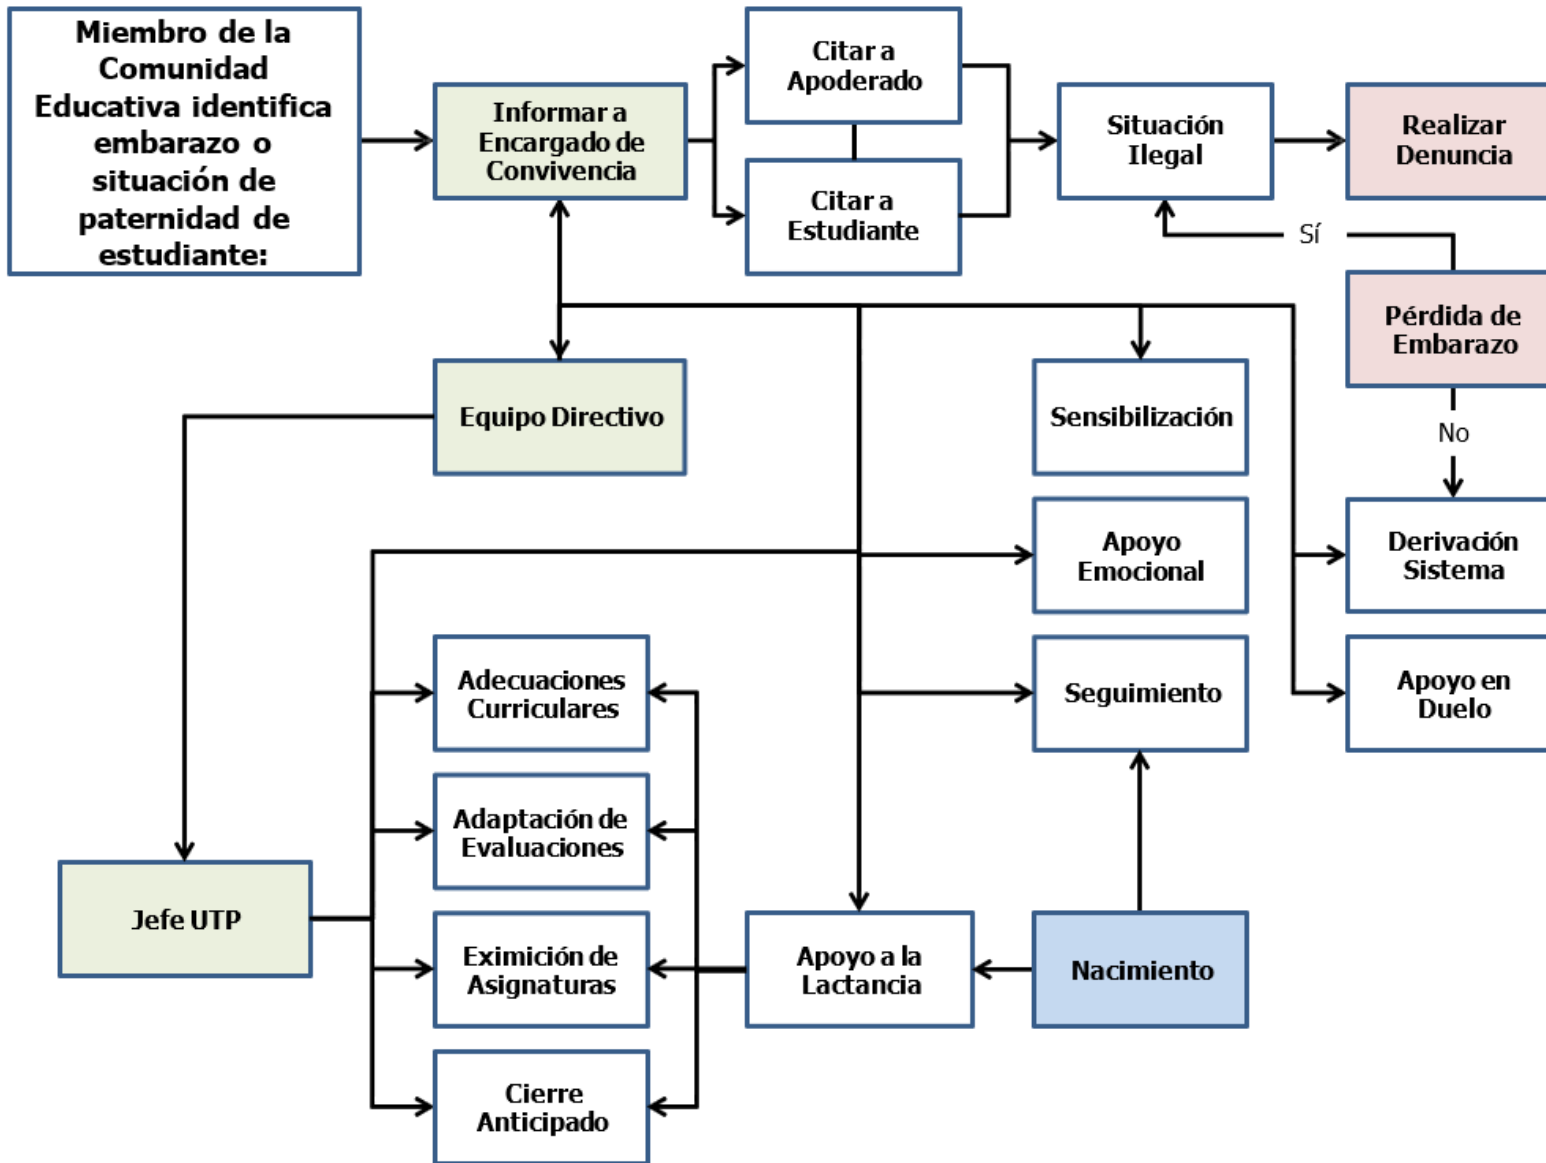 Miembro de la
Comunidad
Educativa identifica
embarazo o
situación de
paternidad de
estudiante:
Informar a
Encargado de
Convivencia
Citar a
Apoderado
Citar a
Estudiante
Situación
Ilegal
Realizar
Denuncia
Sí
Pérdida de
Embarazo
No
Equipo Directivo
Sensibilización
Apoyo
Emocional
Derivación
Sistema
Adecuaciones
Curriculares
Seguimiento
Apoyo en
Duelo
Adaptación de
Evaluaciones
Jefe UTP
Eximición de
Asignaturas
Apoyo a la
Lactancia
Nacimiento
Cierre
Anticipado